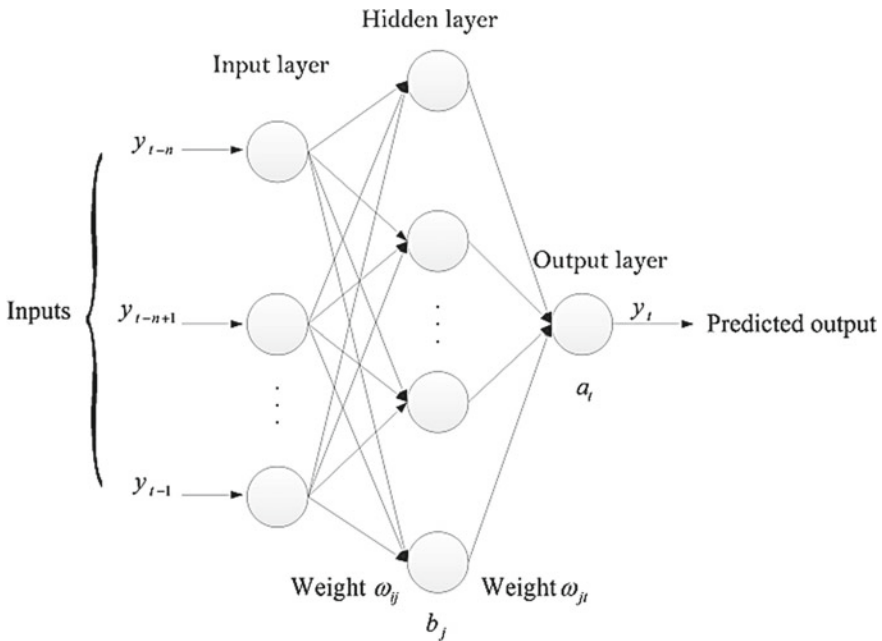 Hidden layer
Input layer
y_{t-n}
Output layer
Inputs
y_{t-n+1}
y_t
Predicted output
a_t
y_{t-1}
Weight ω_{ij}
Weight ω_{jt}
b_j